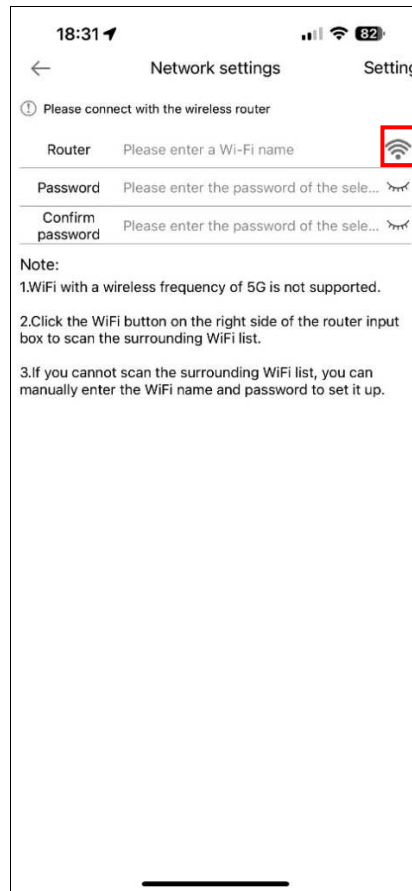 18:31
82
Network settings
Setting
Please connect with the wireless router
Router Please enter a Wi-Fi name
Password Please enter the password of the sele...
Confirm password Please enter the password of the sele...
Note:
1.WiFi with a wireless frequency of 5G is not supported.
2.Click the WiFi button on the right side of the router input
box to scan the surrounding WiFi list.
3.If you cannot scan the surrounding WiFi list, you can
manually enter the WiFi name and password to set it up.